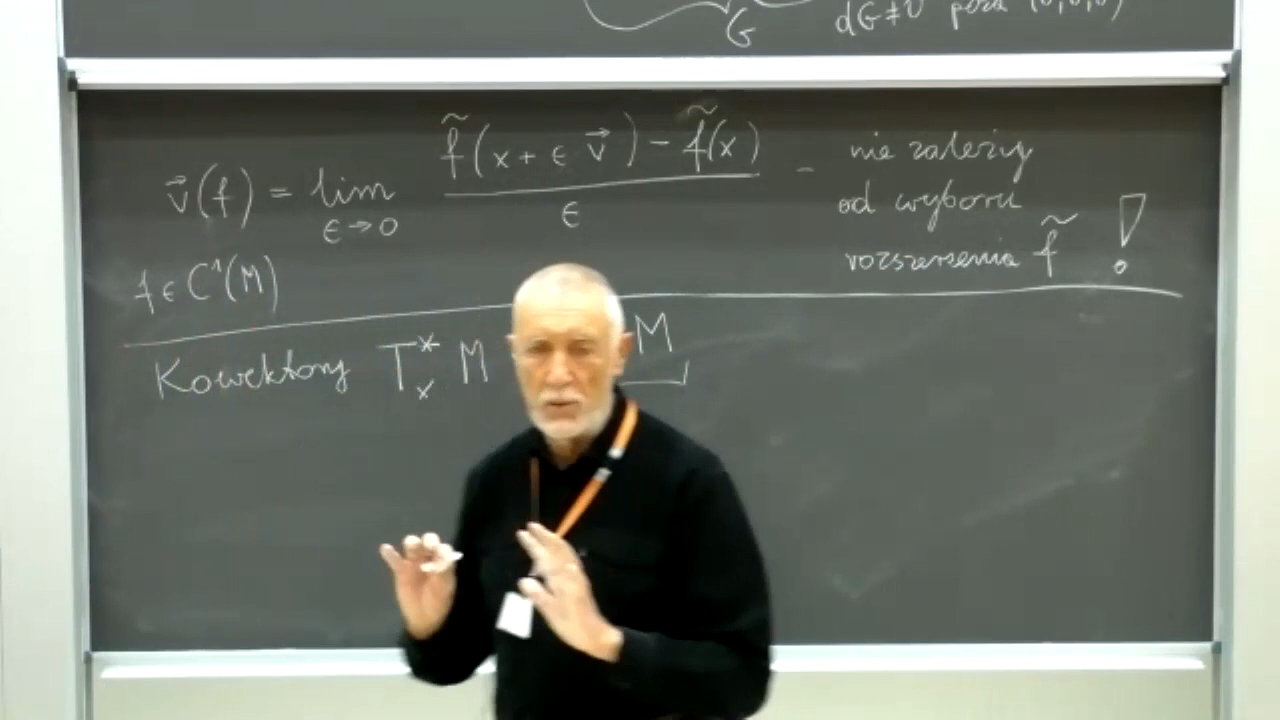 G dG≠0 poza (0,0,0)
v⃗(f) = lim_{ϵ→0} (f̃(x + ϵ v⃗) − f̃(x)) / ϵ – nie zależy
od wyboru
rozszerzenia f̃ !
f ∈ C¹(M)
Kowektory T*ₓ M M